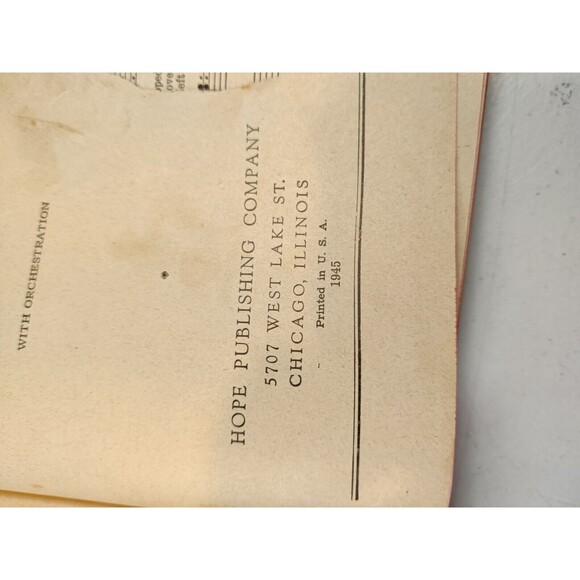 WITH ORCHESTRATION
HOPE PUBLISHING COMPANY
5707 WEST LAKE ST.
CHICAGO, ILLINOIS
Printed in U. S. A.
1945